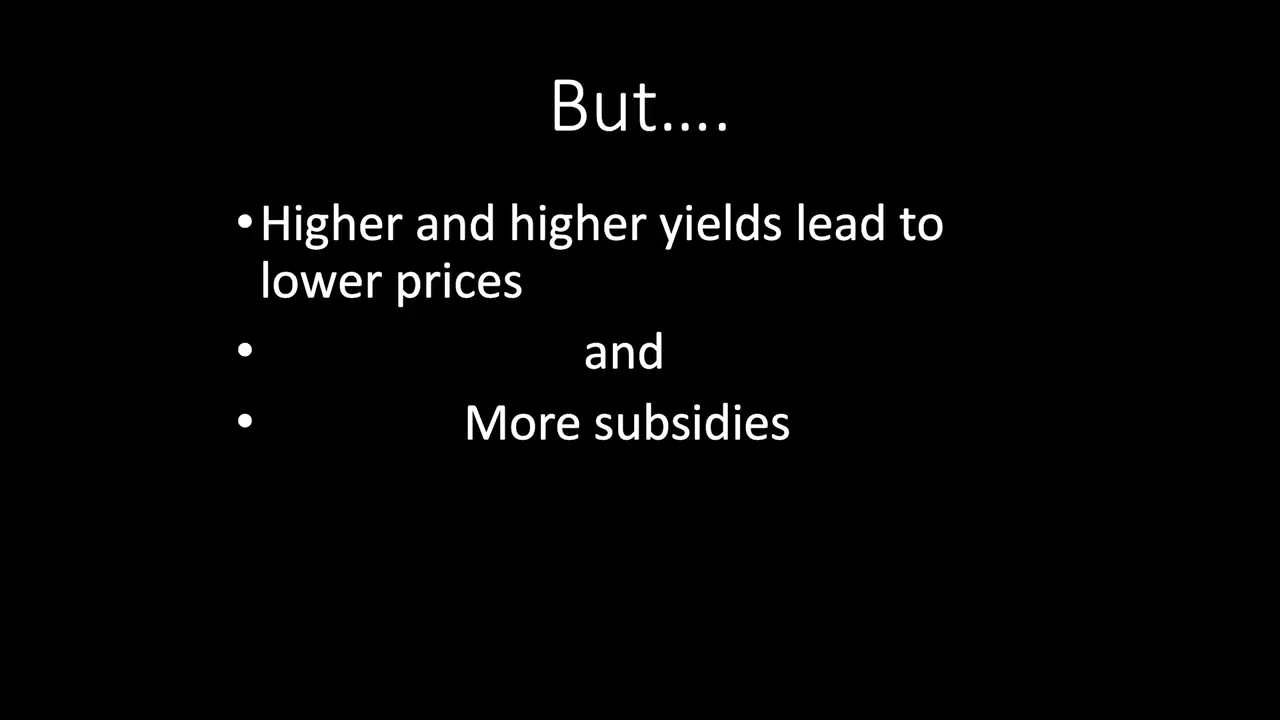 But....
•Higher and higher yields lead to
lower prices
• and
• More subsidies